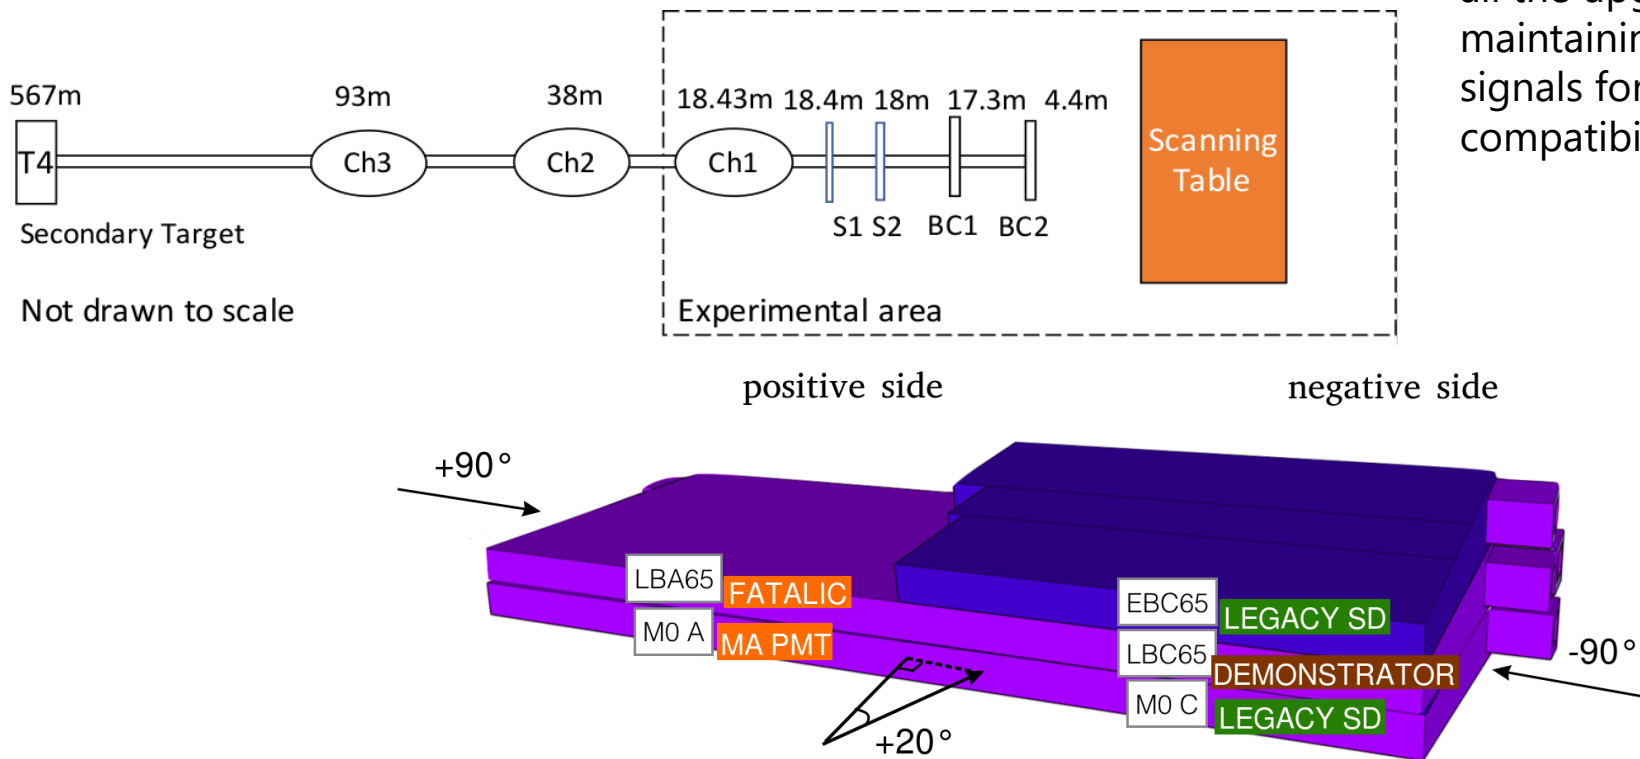 maintaining
signals for
567m
93m
38m
18.43m 18.4m 18m 17.3m 4.4m
T4
Ch3
Ch2
Ch1
Scanning
Table
S1 S2 BC1 BC2
Secondary Target
Not drawn to scale
Experimental area
positive side
negative side
+90°
LBA65
FATALIC
M0 A
MA PMT
EBC65
LEGACY SD
LBC65
DEMONSTRATOR
M0 C
LEGACY SD
-90°
+20°